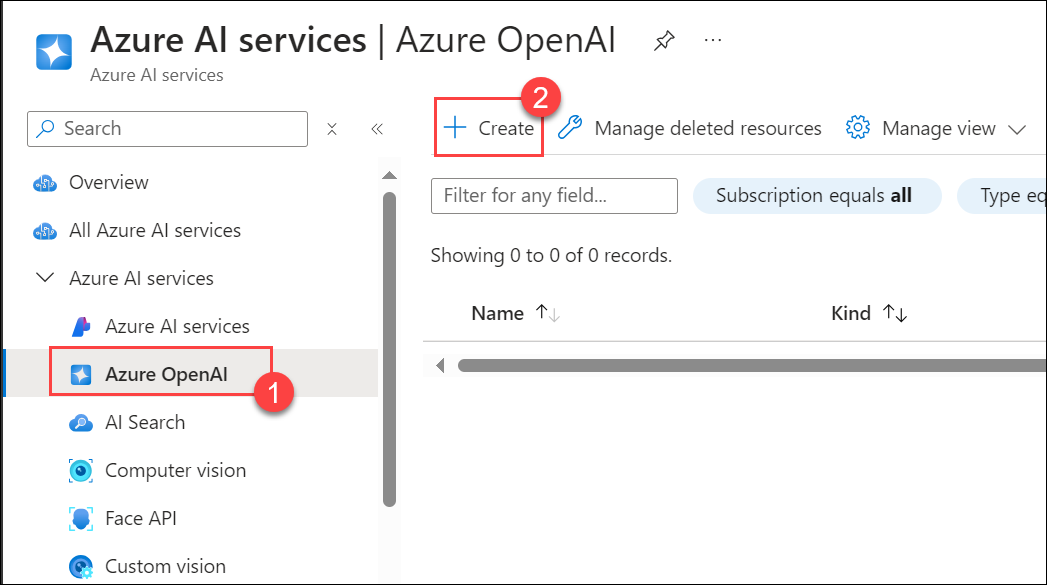 Azure AI services | Azure OpenAI
Azure AI services
Search
2
Create
Manage deleted resources
Manage view
Overview
All Azure AI services
Azure AI services
Azure AI services
Azure OpenAI
1
AI Search
Computer vision
Face API
Custom vision
Filter for any field...
Subscription equals all
Type eq
Showing 0 to 0 of 0 records.
Name
Kind